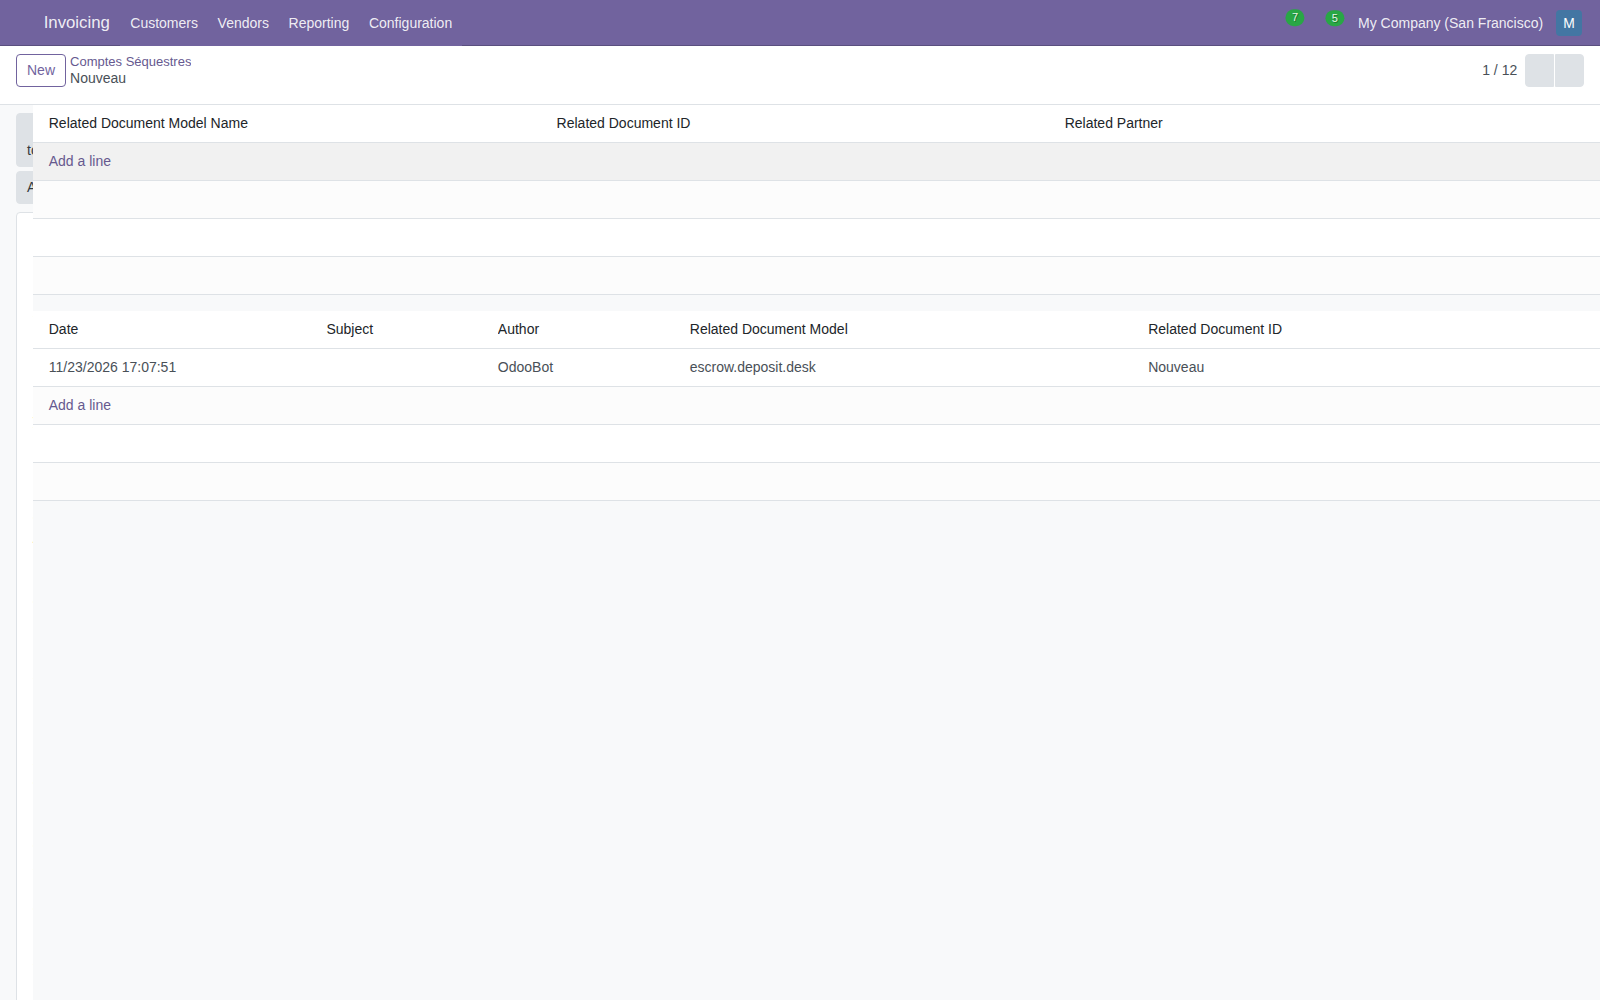 Invoicing Customers Vendors Reporting Configuration 7 5 My Company (San Francisco) M
New Comptes Séquestres
Nouveau
1 / 12
Related Document Model Name Related Document ID Related Partner
Add a line
Date Subject Author Related Document Model Related Document ID
11/23/2026 17:07:51 OdooBot escrow.deposit.desk Nouveau
Add a line